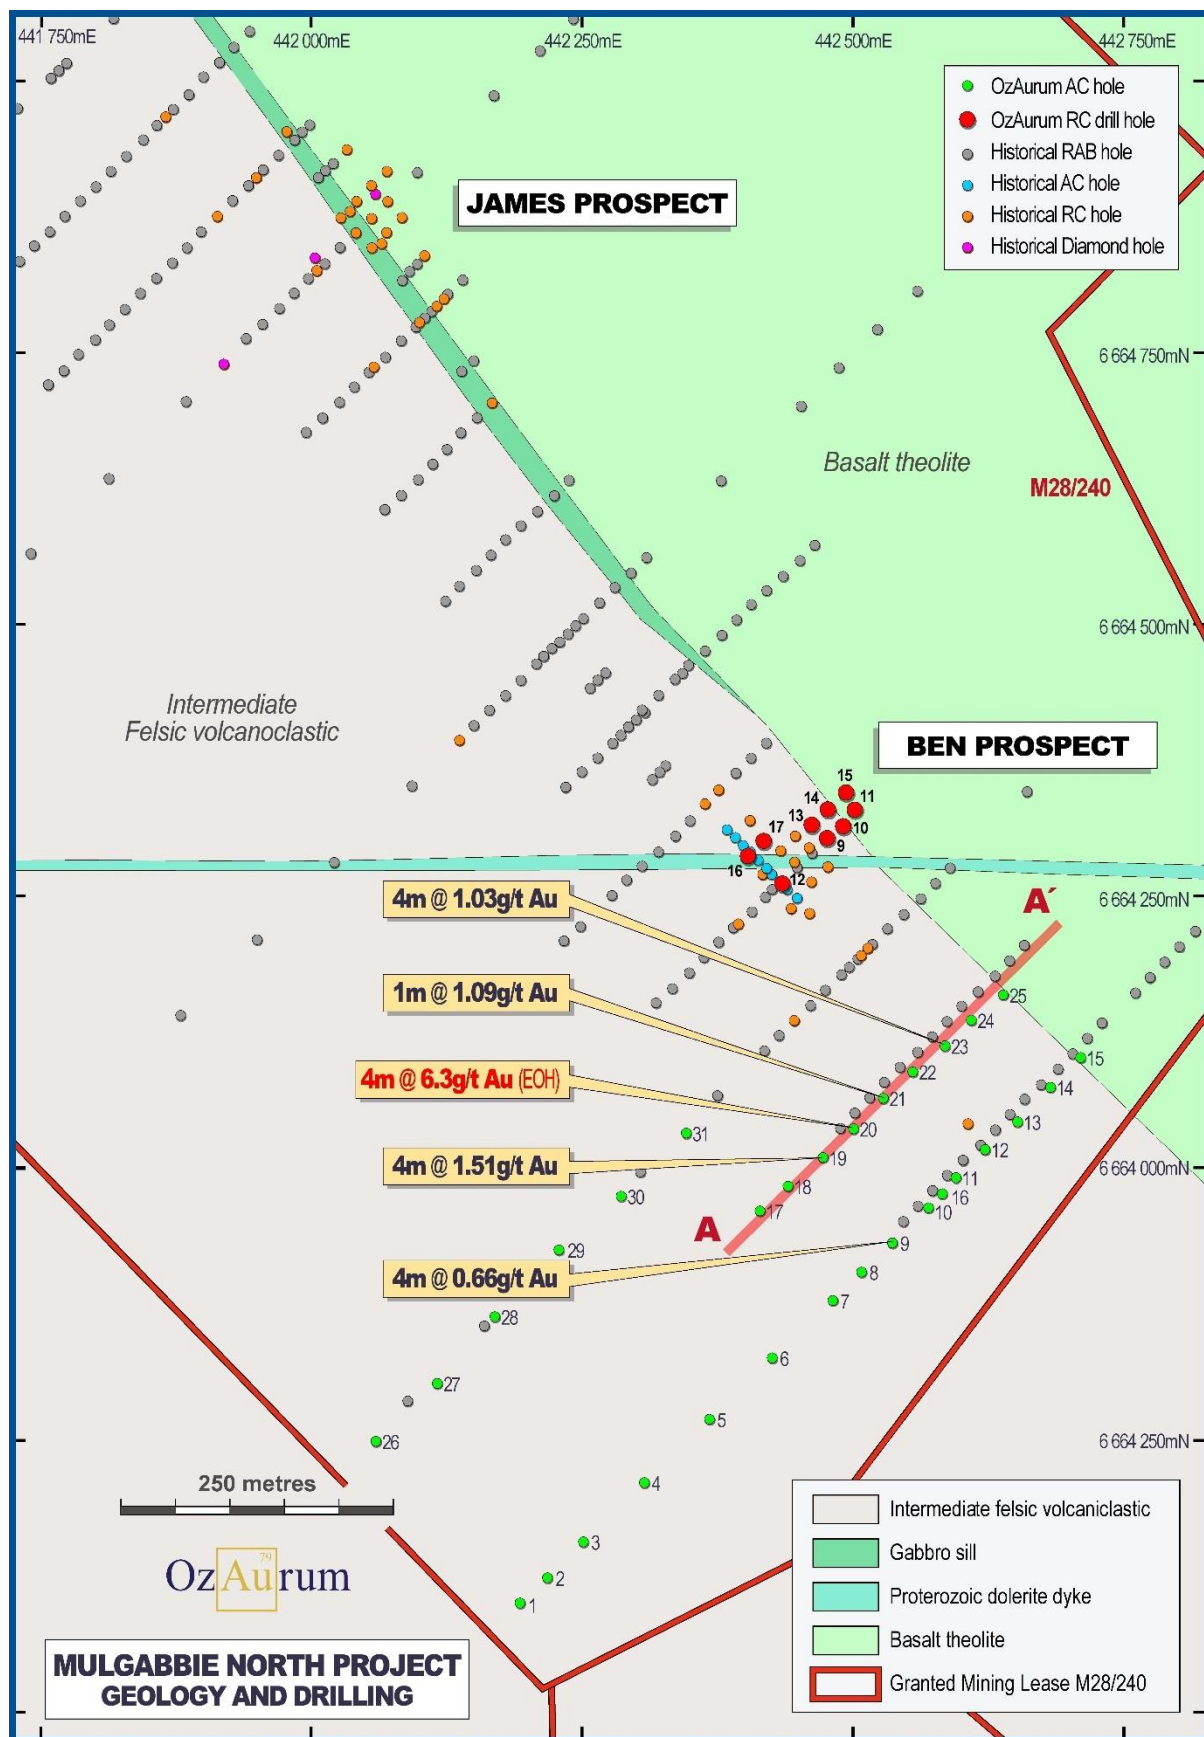 441 750mE
442 000mE
442 250mE
442 500mE
442 750mE
OzAurum AC hole
OzAurum RC drill hole
Historical RAB hole
Historical AC hole
Historical RC hole
Historical Diamond hole
JAMES PROSPECT
6 664 750mN
Basalt theolite
M28/240
6 664 500mN
Intermediate
Felsic volcanoclastic
BEN PROSPECT
15
14
11
13
10
17
9
16
12
4m @ 1.03g/t Au
A´
6 664 250mN
1m @ 1.09g/t Au
25
24
23
15
4m @ 6.3g/t Au (EOH)
22
14
21
13
31
20
12
4m @ 1.51g/t Au
19
6 664 000mN
11
18
16
30
10
17
A
9
29
4m @ 0.66g/t Au
8
7
28
6
27
5
26
6 664 250mN
4
250 metres
3
2
1
OzAurum
79
Intermediate felsic volcaniclastic
Gabbro sill
Proterozoic dolerite dyke
Basalt theolite
Granted Mining Lease M28/240
MULGABBIE NORTH PROJECT
GEOLOGY AND DRILLING